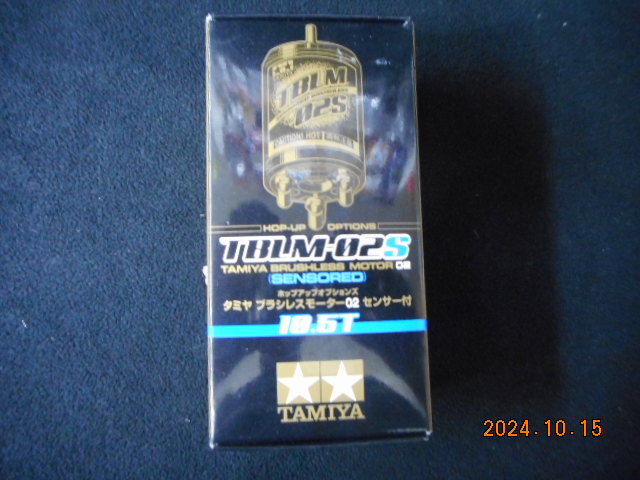 TBLM
02S
CAUTION! HOT!
HOP-UP OPTIONS
TBLM-02S
TAMIYA BRUSHLESS MOTOR 02
(SENSORED)
ホップアップオプションズ
タミヤ ブラシレスモーター02 センサー付
10.5T
TAMIYA
2024.10.15